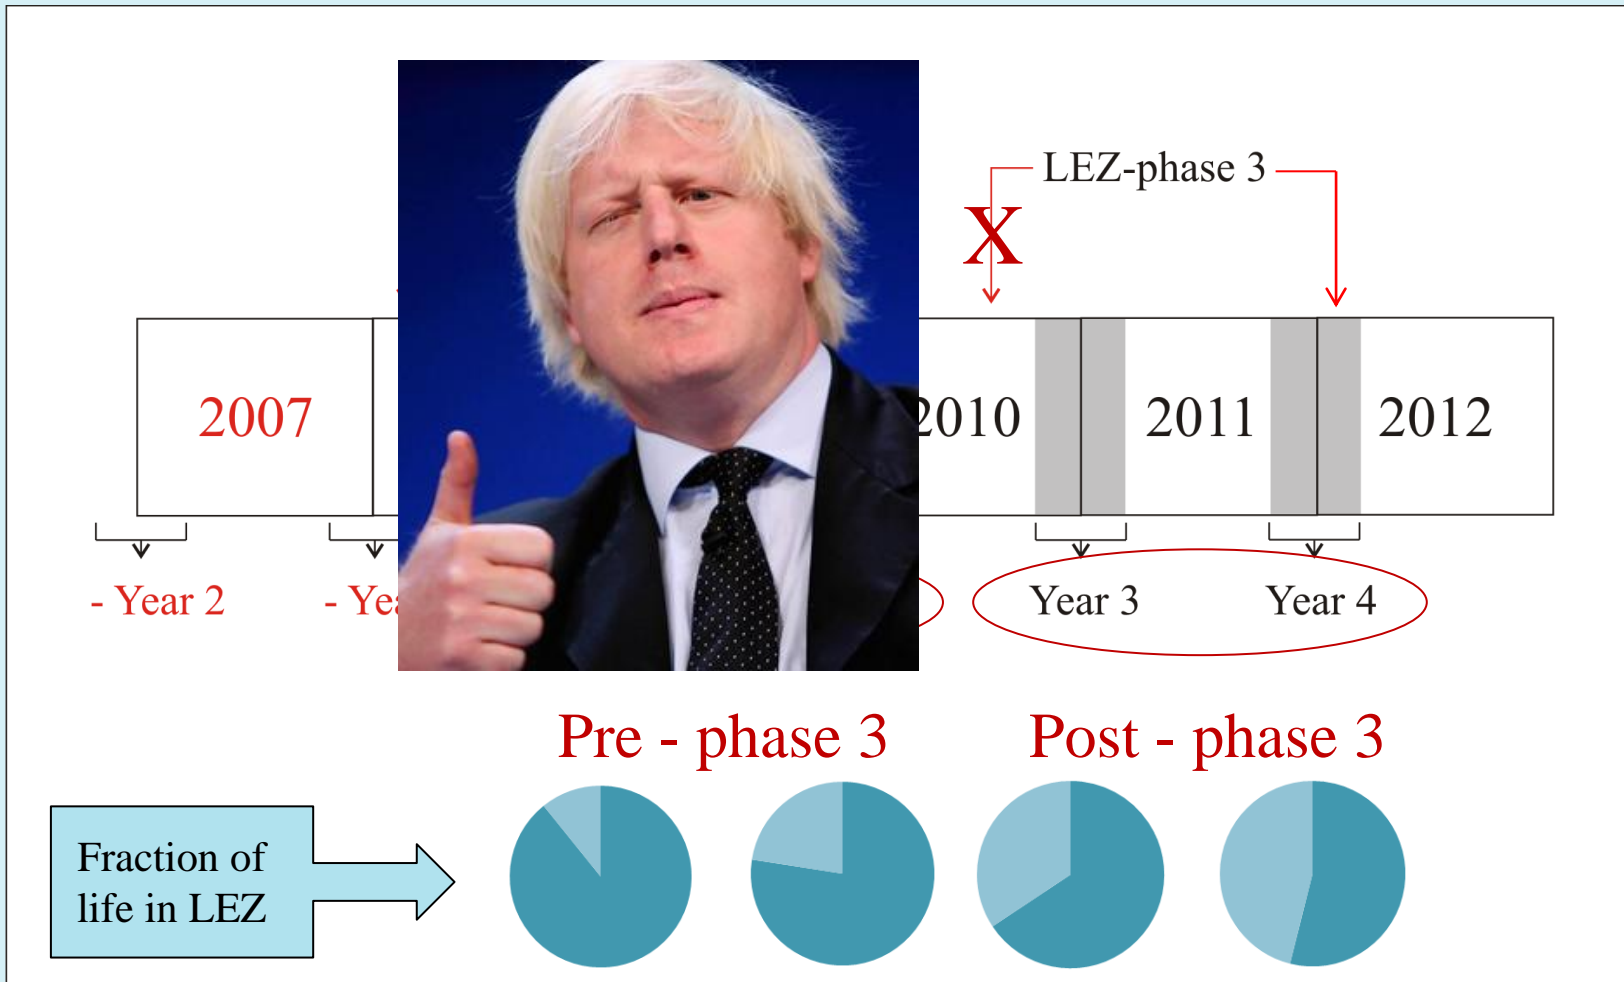 LEZ-phase 3
X
2007
2010
2011
2012
- Year 2
- Yea
Year 3
Year 4
Pre - phase 3
Post - phase 3
Fraction of
life in LEZ